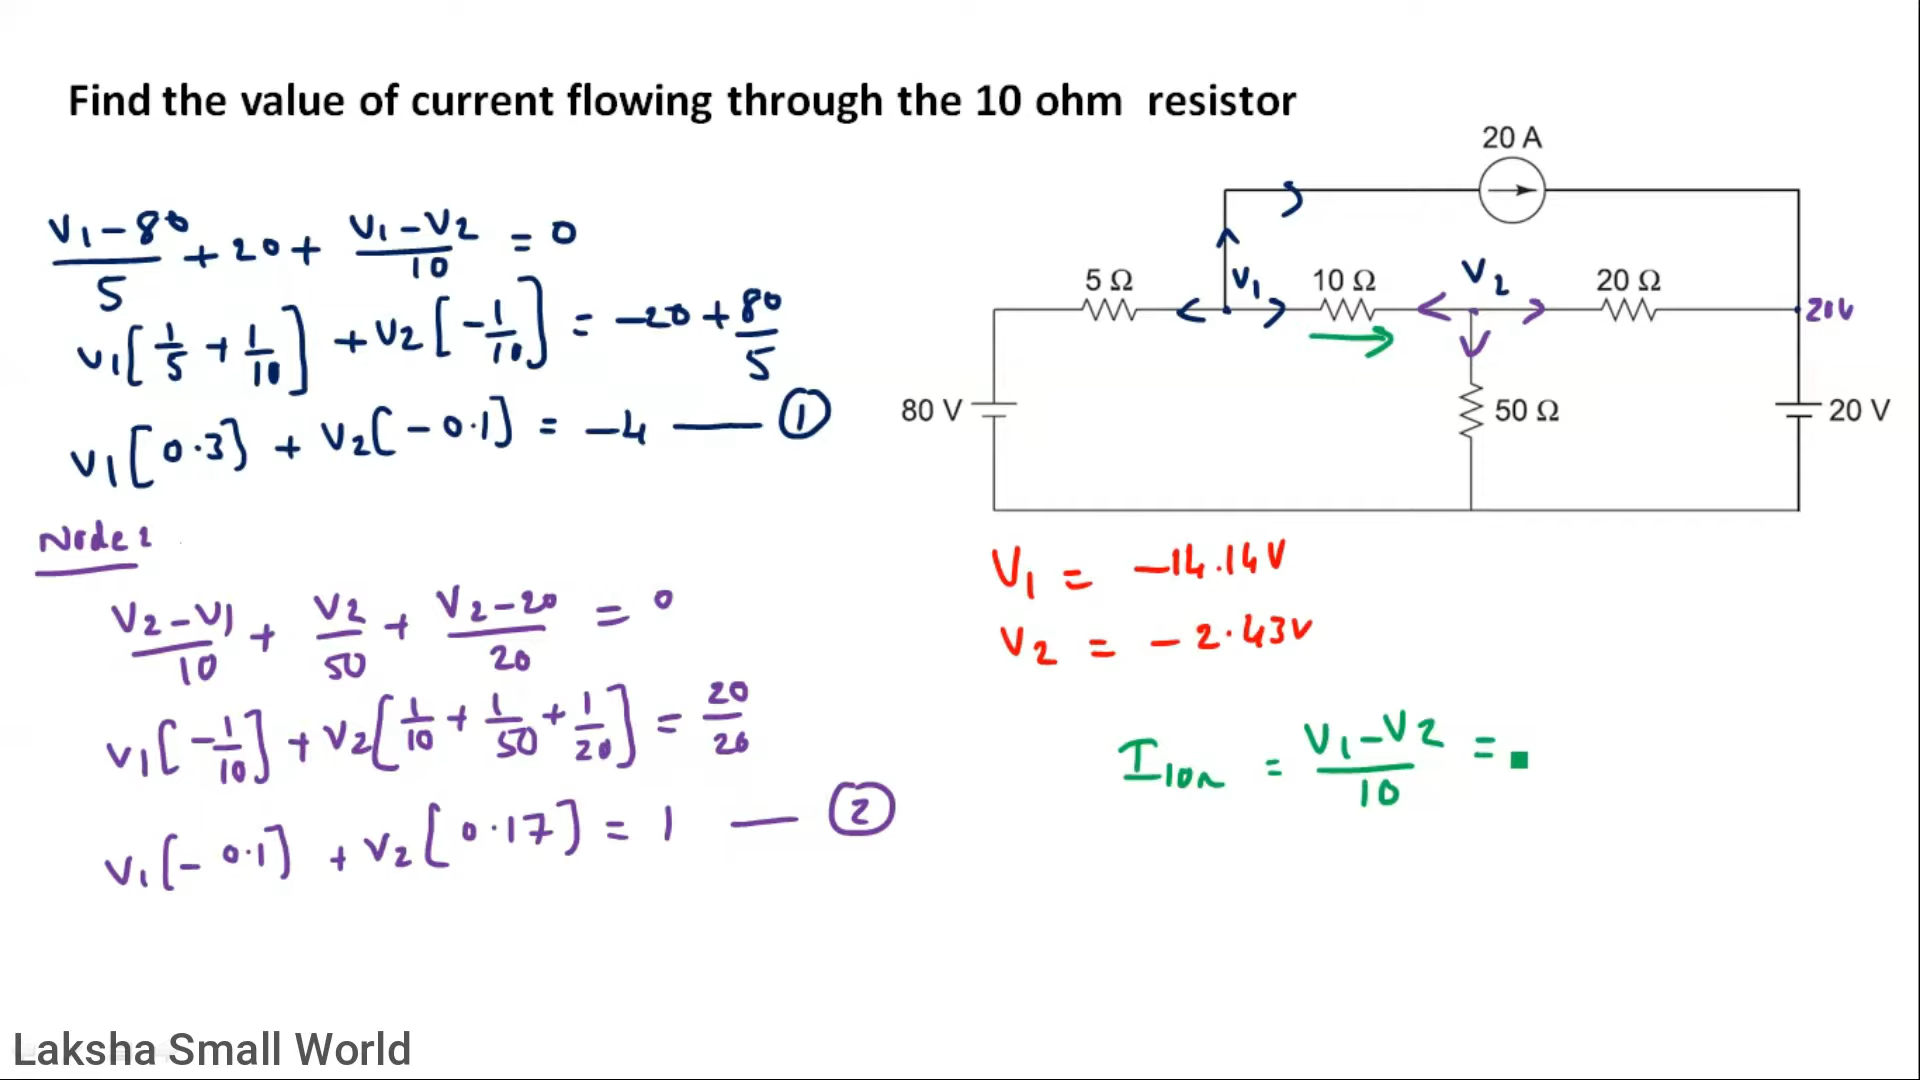 Find the value of current flowing through the 10 ohm resistor
(V1-80)/5 + 20 + (V1-V2)/10 = 0
V1[1/5 + 1/10] + V2[-1/10] = -20 + 80/5
V1[0.3] + V2[-0.1] = -4 — ①
Node 2
(V2-V1)/10 + V2/50 + (V2-20)/20 = 0
V1[-1/10] + V2[1/10 + 1/50 + 1/20] = 20/20
V1[-0.1] + V2[0.17] = 1 — ②
20 A
5 Ω
V1
10 Ω
V2
20 Ω
20V
80 V
50 Ω
20 V
V1 = -14.14V
V2 = -2.43V
I10Ω = (V1-V2)/10 =
Laksha Small World